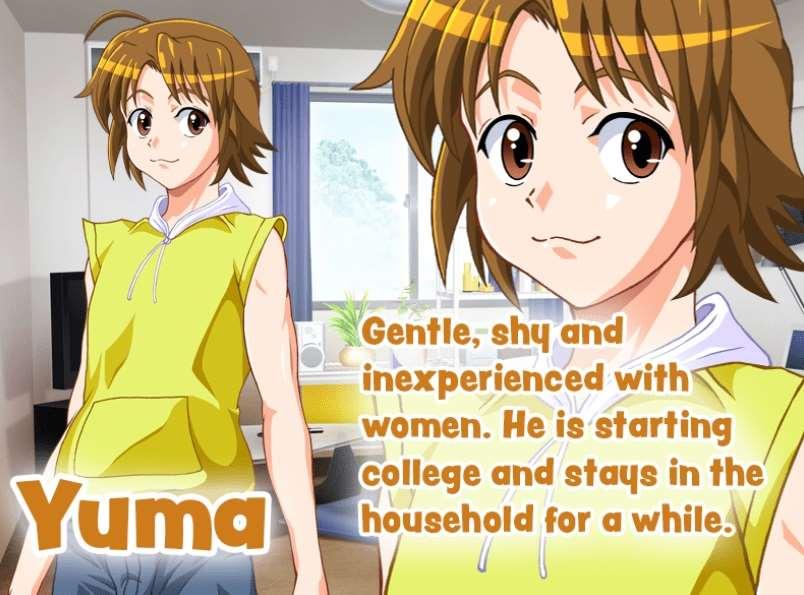 Gentle, shy and
inexperienced with
women. He is starting
college and stays in the
household for a while.
Yuma